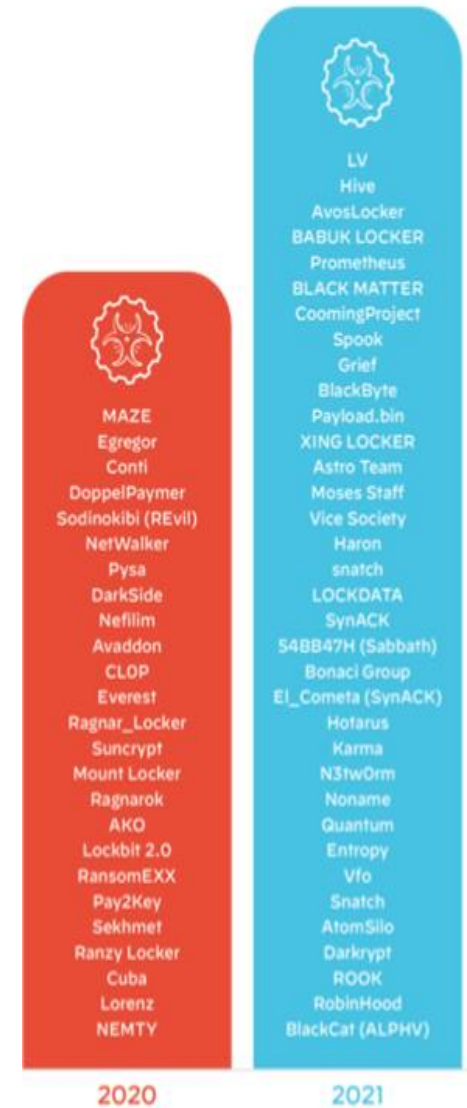 MAZE
Egregor
Conti
DoppelPaymer
Sodinokibi (REvil)
NetWalker
Pysa
DarkSide
Nefilim
Avaddon
CLOP
Everest
Ragnar_Locker
Suncrypt
Mount Locker
Ragnarok
AKO
Lockbit 2.0
RansomEXX
Pay2Key
Sekhmet
Ranzy Locker
Cuba
Lorenz
NEMTY
2020
LV
Hive
AvosLocker
BABUK LOCKER
Prometheus
BLACK MATTER
CoomingProject
Spook
Grief
BlackByte
Payload.bin
XING LOCKER
Astro Team
Moses Staff
Vice Society
Haron
snatch
LOCKDATA
SynACK
54BB47H (Sabbath)
Bonaci Group
El_Cometa (SynACK)
Hotarus
Karma
N3tw0rm
Noname
Quantum
Entropy
Vfo
Snatch
AtomSilo
Darkrypt
ROOK
RobinHood
BlackCat (ALPHV)
2021